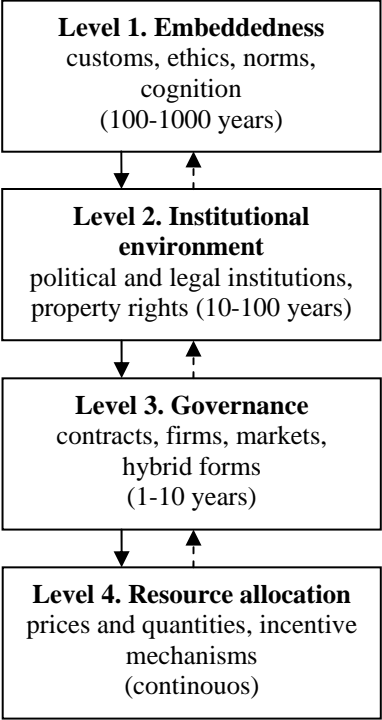 Level 1. Embeddedness
customs, ethics, norms,
cognition
(100-1000 years)
Level 2. Institutional
environment
political and legal institutions,
property rights (10-100 years)
Level 3. Governance
contracts, firms, markets,
hybrid forms
(1-10 years)
Level 4. Resource allocation
prices and quantities, incentive
mechanisms
(continouos)